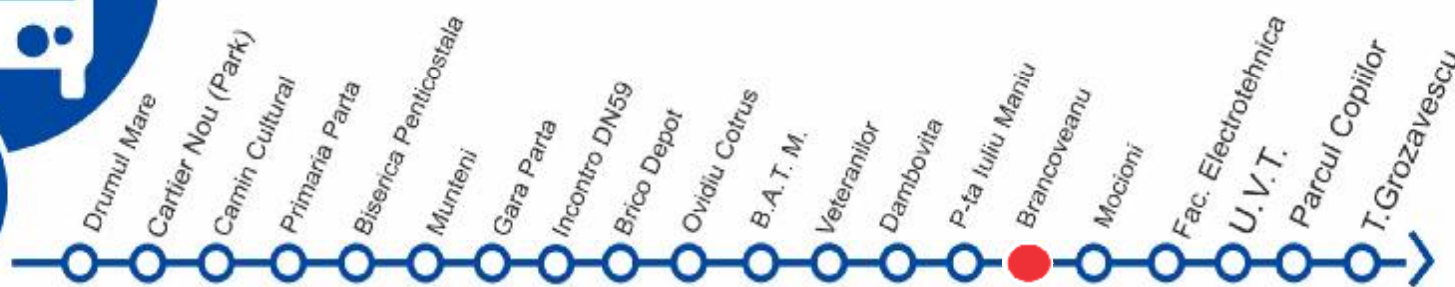 Drumul Mare
Cartier Nou (Park)
Camin Cultural
Primaria Parta
Biserica Penticostala
Munteni
Gara Parta
Incontro DN59
Brico Depot
Ovidiu Cotrus
B.A.T. M.
Veteranilor
Dambovita
P-ta Iuliu Maniu
Brancoveanu
Mocioni
Fac. Electrotehnica
U.V.T.
Parcul Copiilor
T.Grozavescu